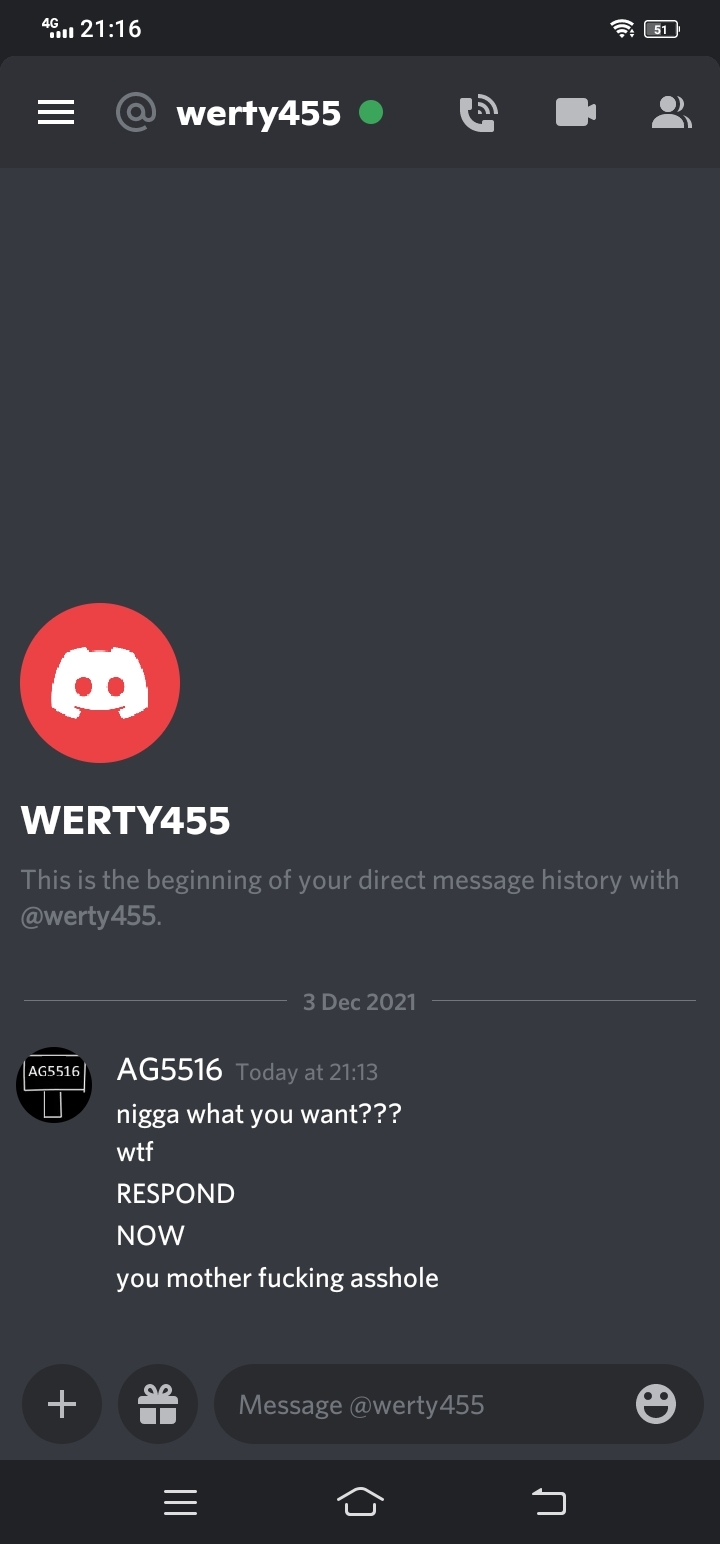 4G 21:16 51
@ werty455
WERTY455
This is the beginning of your direct message history with
@werty455.
3 Dec 2021
AG5516
AG5516 Today at 21:13
nigga what you want???
wtf
RESPOND
NOW
you mother fucking asshole
Message @werty455